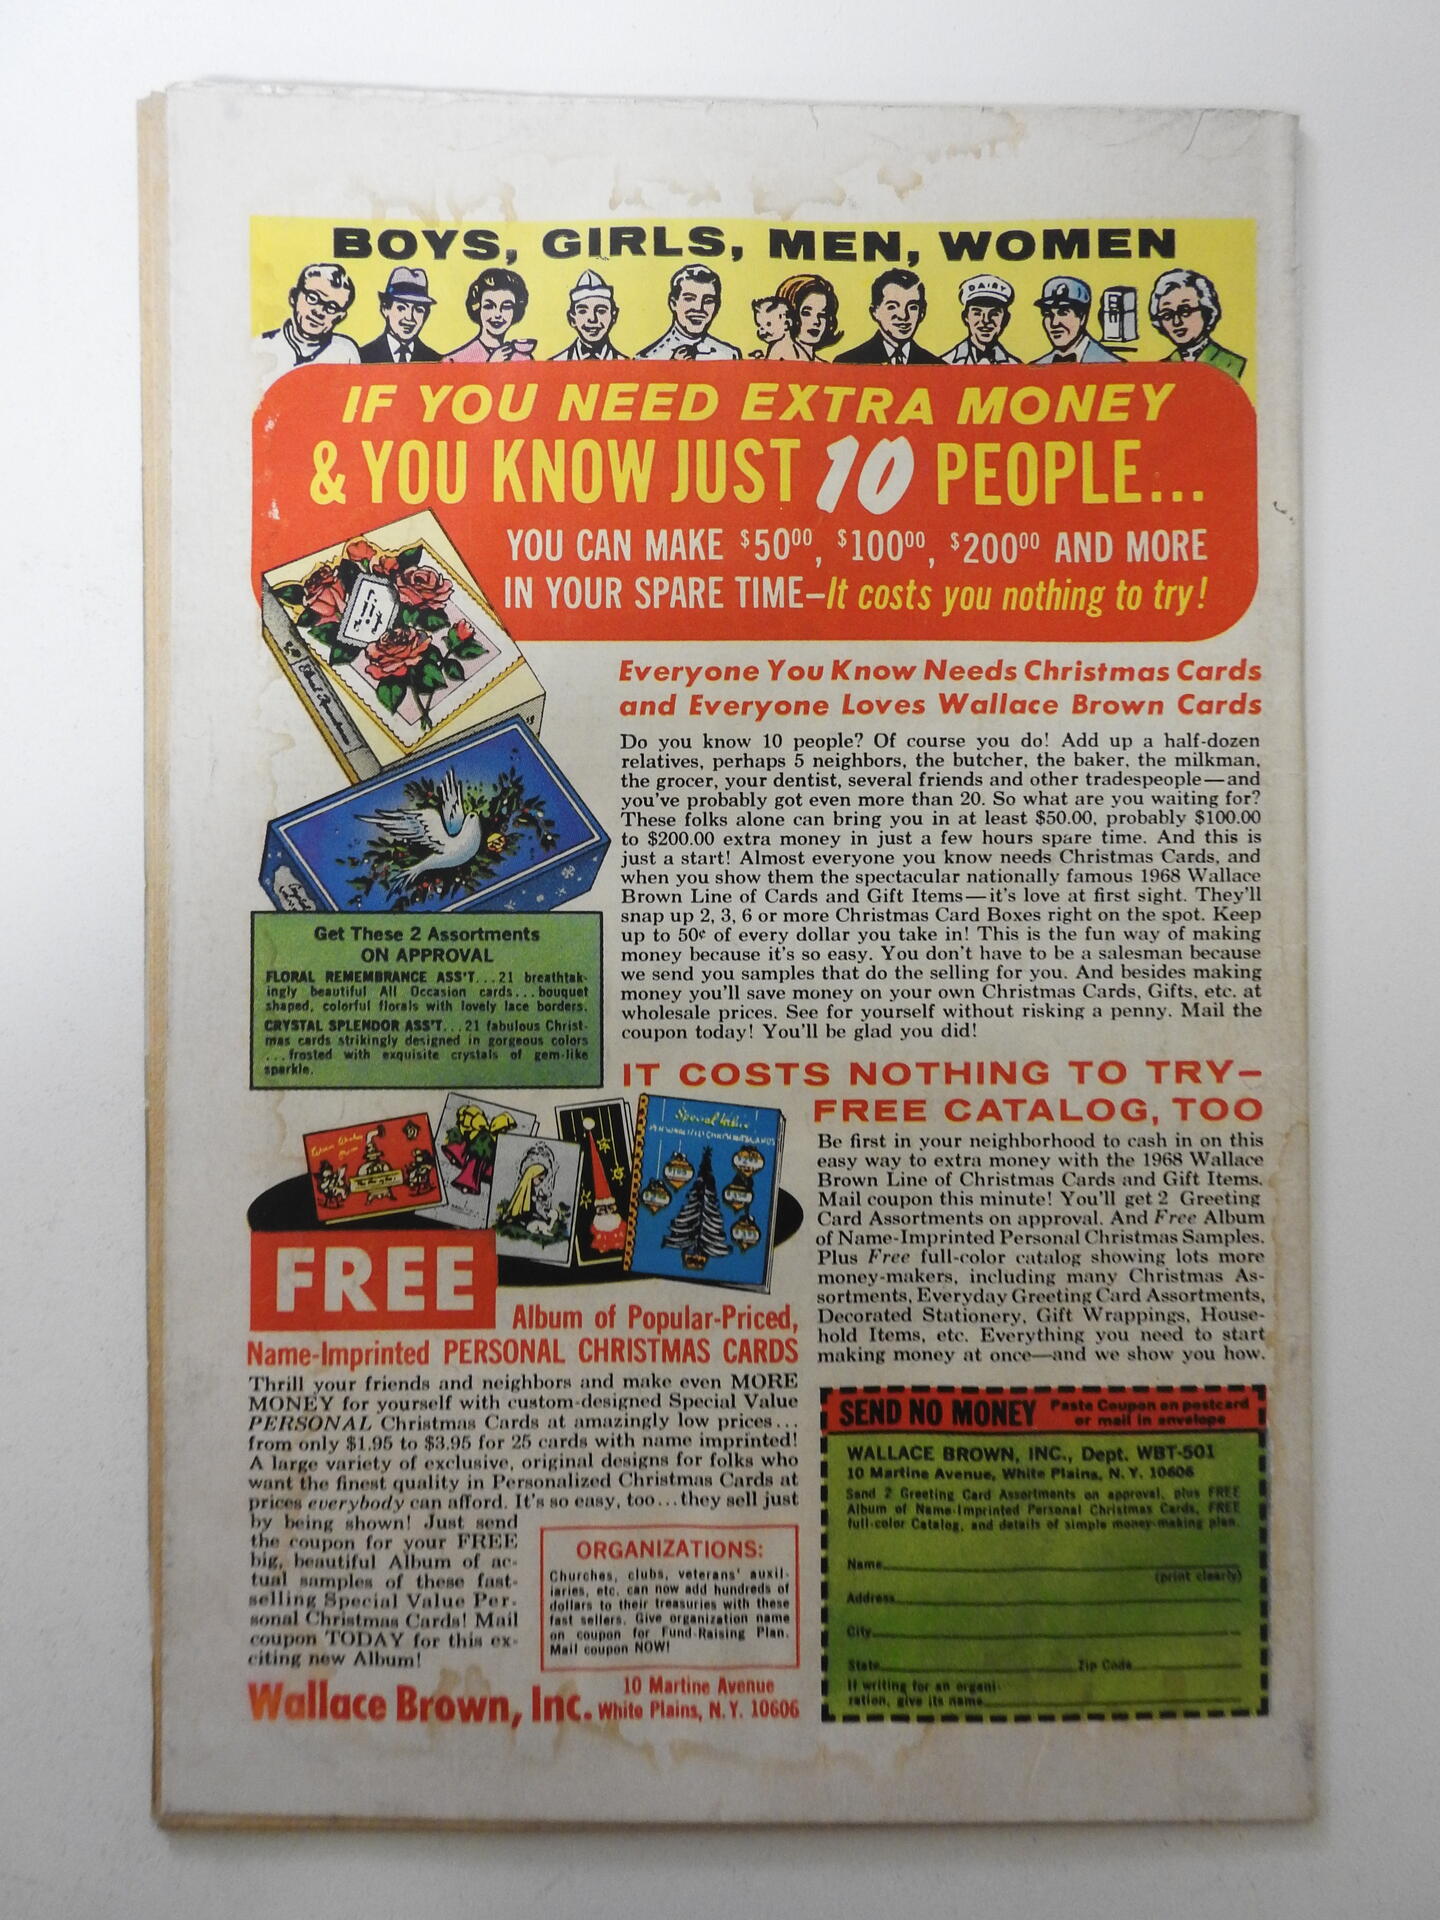 BOYS, GIRLS, MEN, WOMEN
DAIRY
IF YOU NEED EXTRA MONEY
& YOU KNOW JUST 10 PEOPLE...
YOU CAN MAKE $50⁰⁰, $100⁰⁰, $200⁰⁰ AND MORE
IN YOUR SPARE TIME—It costs you nothing to try!
Everyone You Know Needs Christmas Cards
and Everyone Loves Wallace Brown Cards
Do you know 10 people? Of course you do! Add up a half-dozen
relatives, perhaps 5 neighbors, the butcher, the baker, the milkman,
the grocer, your dentist, several friends and other tradespeople—and
you've probably got even more than 20. So what are you waiting for?
These folks alone can bring you in at least $50.00, probably $100.00
to $200.00 extra money in just a few hours spare time. And this is
just a start! Almost everyone you know needs Christmas Cards, and
when you show them the spectacular nationally famous 1968 Wallace
Brown Line of Cards and Gift Items—it's love at first sight. They'll
snap up 2, 3, 6 or more Christmas Card Boxes right on the spot. Keep
up to 50¢ of every dollar you take in! This is the fun way of making
money because it's so easy. You don't have to be a salesman because
we send you samples that do the selling for you. And besides making
money you'll save money on your own Christmas Cards, Gifts, etc. at
wholesale prices. See for yourself without risking a penny. Mail the
coupon today! You'll be glad you did!
Get These 2 Assortments
ON APPROVAL
FLORAL REMEMBRANCE ASS'T...21 breathtak-
ingly beautiful All Occasion cards...bouquet
shaped, colorful florals with lovely lace borders.
CRYSTAL SPLENDOR ASS'T...21 fabulous Christ-
mas cards strikingly designed in gorgeous colors
...frosted with exquisite crystals of gem-like
sparkle.
IT COSTS NOTHING TO TRY—
FREE CATALOG, TOO
Be first in your neighborhood to cash in on this
easy way to extra money with the 1968 Wallace
Brown Line of Christmas Cards and Gift Items.
Mail coupon this minute! You'll get 2 Greeting
Card Assortments on approval. And Free Album
of Name-Imprinted Personal Christmas Samples.
Plus Free full-color catalog showing lots more
money-makers, including many Christmas As-
sortments, Everyday Greeting Card Assortments,
Decorated Stationery, Gift Wrappings, House-
hold Items, etc. Everything you need to start
making money at once—and we show you how.
Special Value
FREE
Album of Popular-Priced,
Name-Imprinted PERSONAL CHRISTMAS CARDS
Thrill your friends and neighbors and make even MORE
MONEY for yourself with custom-designed Special Value
PERSONAL Christmas Cards at amazingly low prices...
from only $1.95 to $3.95 for 25 cards with name imprinted!
A large variety of exclusive, original designs for folks who
want the finest quality in Personalized Christmas Cards at
prices everybody can afford. It's so easy, too...they sell just
by being shown! Just send
the coupon for your FREE
big, beautiful Album of ac-
tual samples of these fast-
selling Special Value Per-
sonal Christmas Cards! Mail
coupon TODAY for this ex-
citing new Album!
ORGANIZATIONS:
Churches, clubs, veterans' auxil-
iaries, etc. can now add hundreds of
dollars to their treasuries with these
fast sellers. Give organization name
on coupon for Fund-Raising Plan.
Mail coupon NOW!
Wallace Brown, Inc.
10 Martine Avenue
White Plains, N.Y. 10606
SEND NO MONEY
Paste Coupon on postcard
or mail in envelope
WALLACE BROWN, INC., Dept. WBT-501
10 Martine Avenue, White Plains, N. Y. 10606
Send 2 Greeting Card Assortments on approval, plus FREE
Album of Name-Imprinted Personal Christmas Cards, FREE
full-color Catalog, and details of simple money-making plan.
Name
(print clearly)
Address
City
State Zip Code
If writing for an organi-
zation, give its name